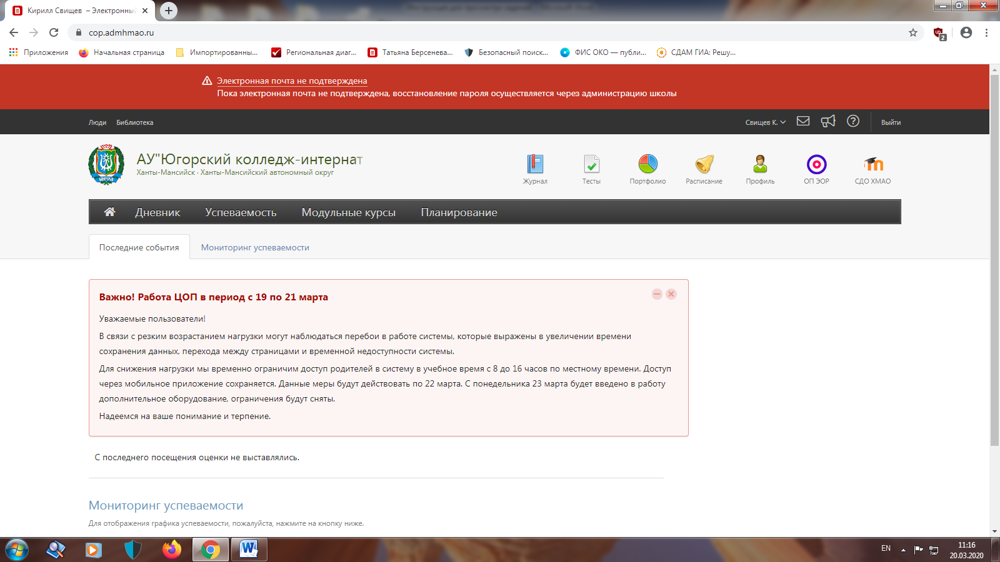 Кирилл Свищев – Электронный
cop.admhmao.ru
2
Приложения
Начальная страница
Импортированны...
Региональная диаг...
Татьяна Берсенева...
Безопасный поиск...
ФИС ОКО — публи...
СДАМ ГИА: Решу...
Электронная почта не подтверждена
Пока электронная почта не подтверждена, восстановление пароля осуществляется через администрацию школы
Люди
Библиотека
Свищев К.
Выйти
АУ"Югорский колледж-интернат
Ханты-Мансийск · Ханты-Мансийский автономный округ
Журнал
Тесты
Портфолио
Расписание
Профиль
ОП ЭОР
СДО ХМАО
Дневник
Успеваемость
Модульные курсы
Планирование
Последние события
Мониторинг успеваемости
Важно! Работа ЦОП в период с 19 по 21 марта
Уважаемые пользователи!
В связи с резким возрастанием нагрузки могут наблюдаться перебои в работе системы, которые выражены в увеличении времени
сохранения данных, перехода между страницами и временной недоступности системы.
Для снижения нагрузки мы временно ограничим доступ родителей в систему в учебное время с 8 до 16 часов по местному времени. Доступ
через мобильное приложение сохраняется. Данные меры будут действовать по 22 марта. С понедельника 23 марта будет введено в работу
дополнительное оборудование, ограничения будут сняты.
Надеемся на ваше понимание и терпение.
С последнего посещения оценки не выставлялись.
Мониторинг успеваемости
Для отображения графика успеваемости, пожалуйста, нажмите на кнопку ниже.
EN
11:16
20.03.2020